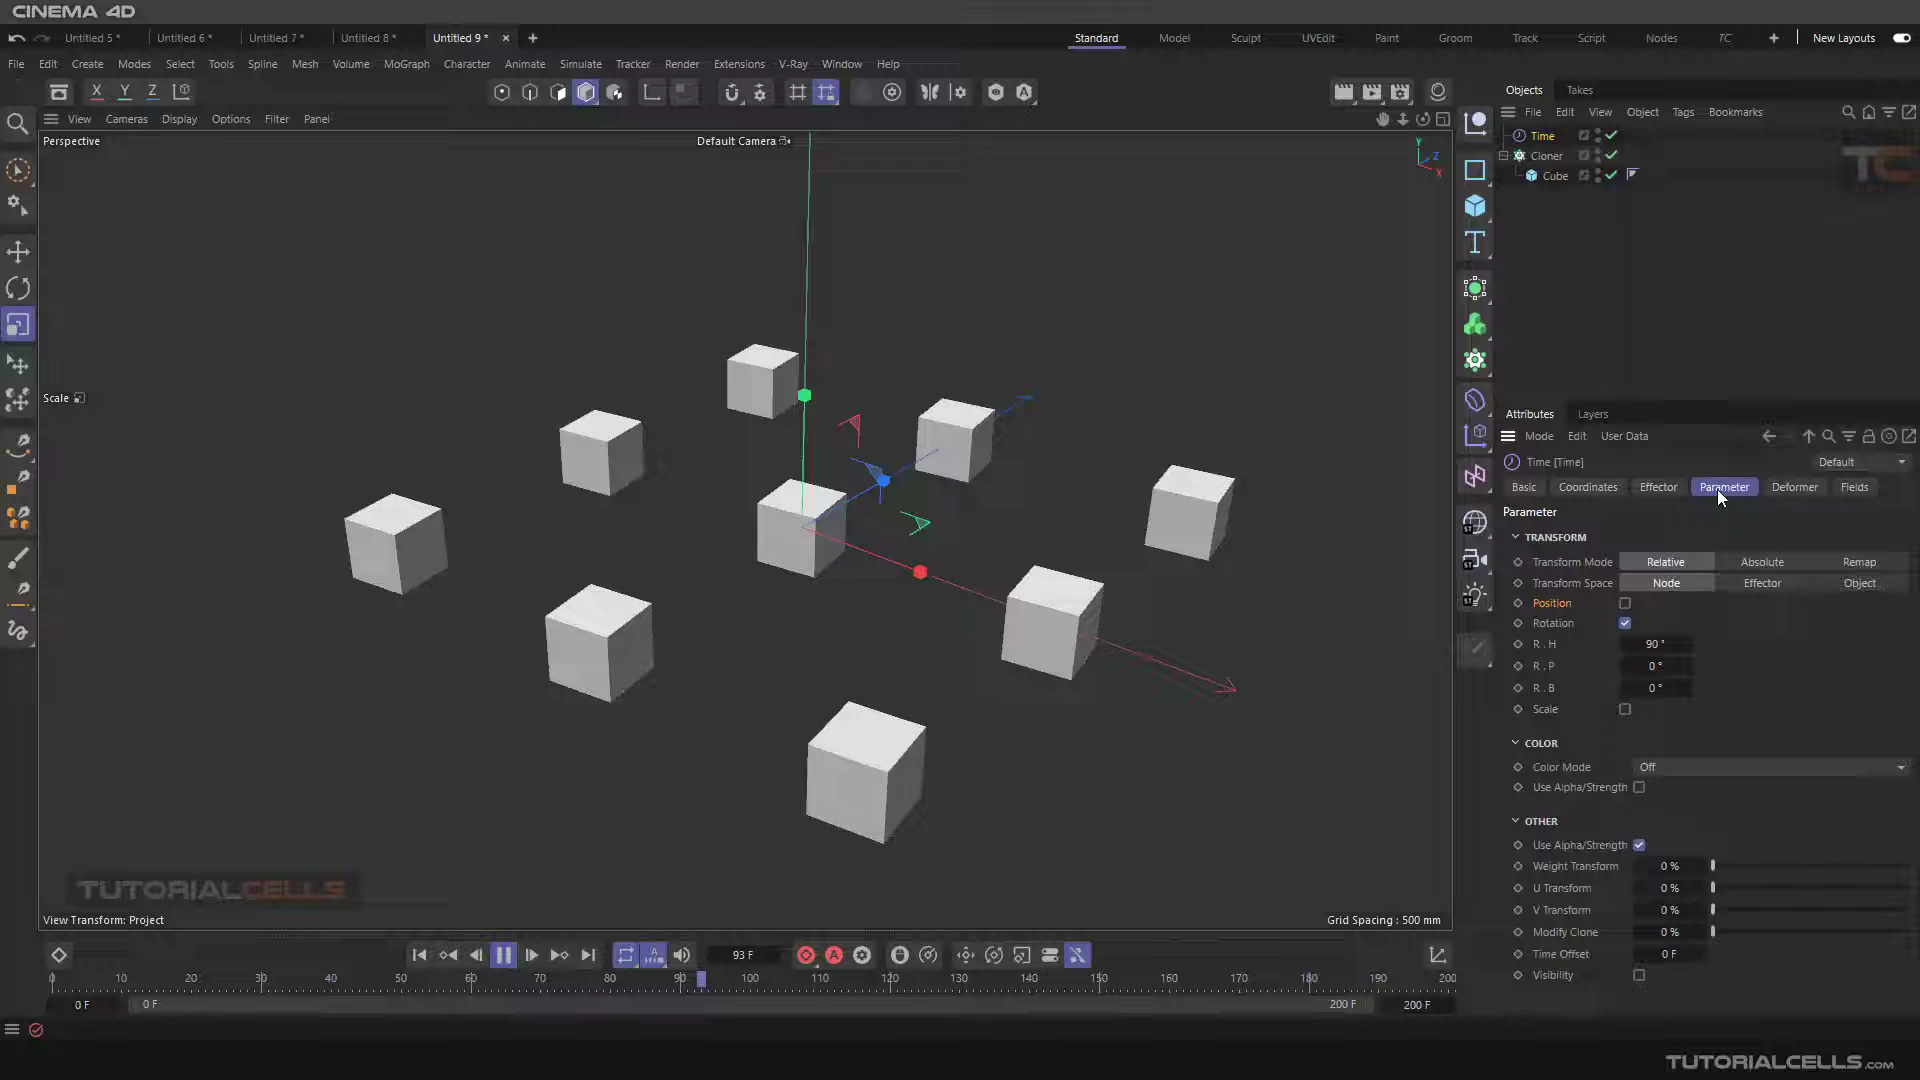 CINEMA 4D
Untitled 5 * Untitled 6 * Untitled 7 * Untitled 8 * Untitled 9 * × + Standard Model Sculpt UVEdit Paint Groom Track Script Nodes TC + New Layouts
File Edit Create Modes Select Tools Spline Mesh Volume MoGraph Character Animate Simulate Tracker Render Extensions V-Ray Window Help
X Y Z
Objects Takes
View Cameras Display Options Filter Panel
File Edit View Object Tags Bookmarks
Perspective
Default Camera
Y
Z
X
Time
Cloner
Cube
TC
Scale
Attributes Layers
Mode Edit User Data
Time [Time] Default
Basic Coordinates Effector Parameter Deformer Fields
Parameter
TRANSFORM
Transform Mode Relative Absolute Remap
Transform Space Node Effector Object
Position
Rotation
R . H 90 °
R . P 0 °
R . B 0 °
Scale
COLOR
Color Mode Off
Use Alpha/Strength
OTHER
Use Alpha/Strength
Weight Transform 0 %
U Transform 0 %
V Transform 0 %
Modify Clone 0 %
Time Offset 0 F
Visibility
TUTORIALCELLS
View Transform: Project
Grid Spacing : 500 mm
93 F
0 10 20 30 40 50 60 70 80 90 100 110 120 130 140 150 160 170 180 190 200
0 F 0 F 200 F 200 F
TUTORIALCELLS.COM